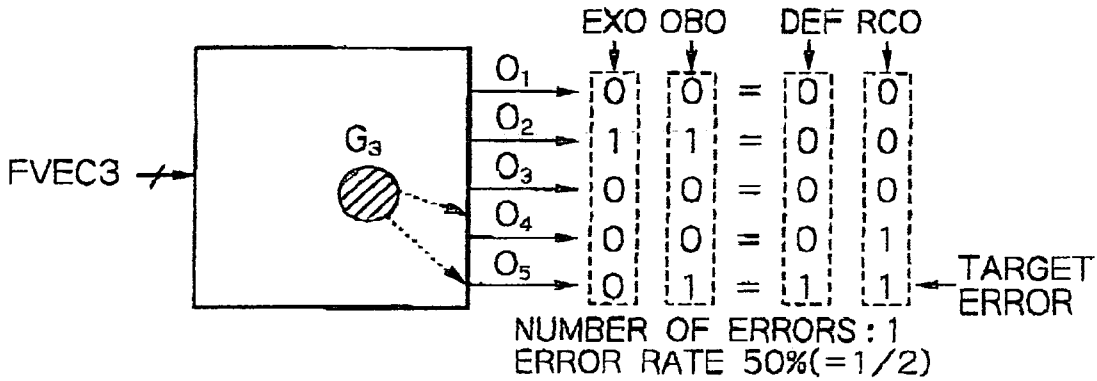 EXO OBO DEF RCO
O₁ 0 0 = 0 0
O₂ 1 1 = 0 0
G₃
FVEC3
O₃ 0 0 = 0 0
O₄ 0 0 = 0 1
O₅ 0 1 = 1 1
TARGET
ERROR
NUMBER OF ERRORS : 1
ERROR RATE 50%(=1/2)